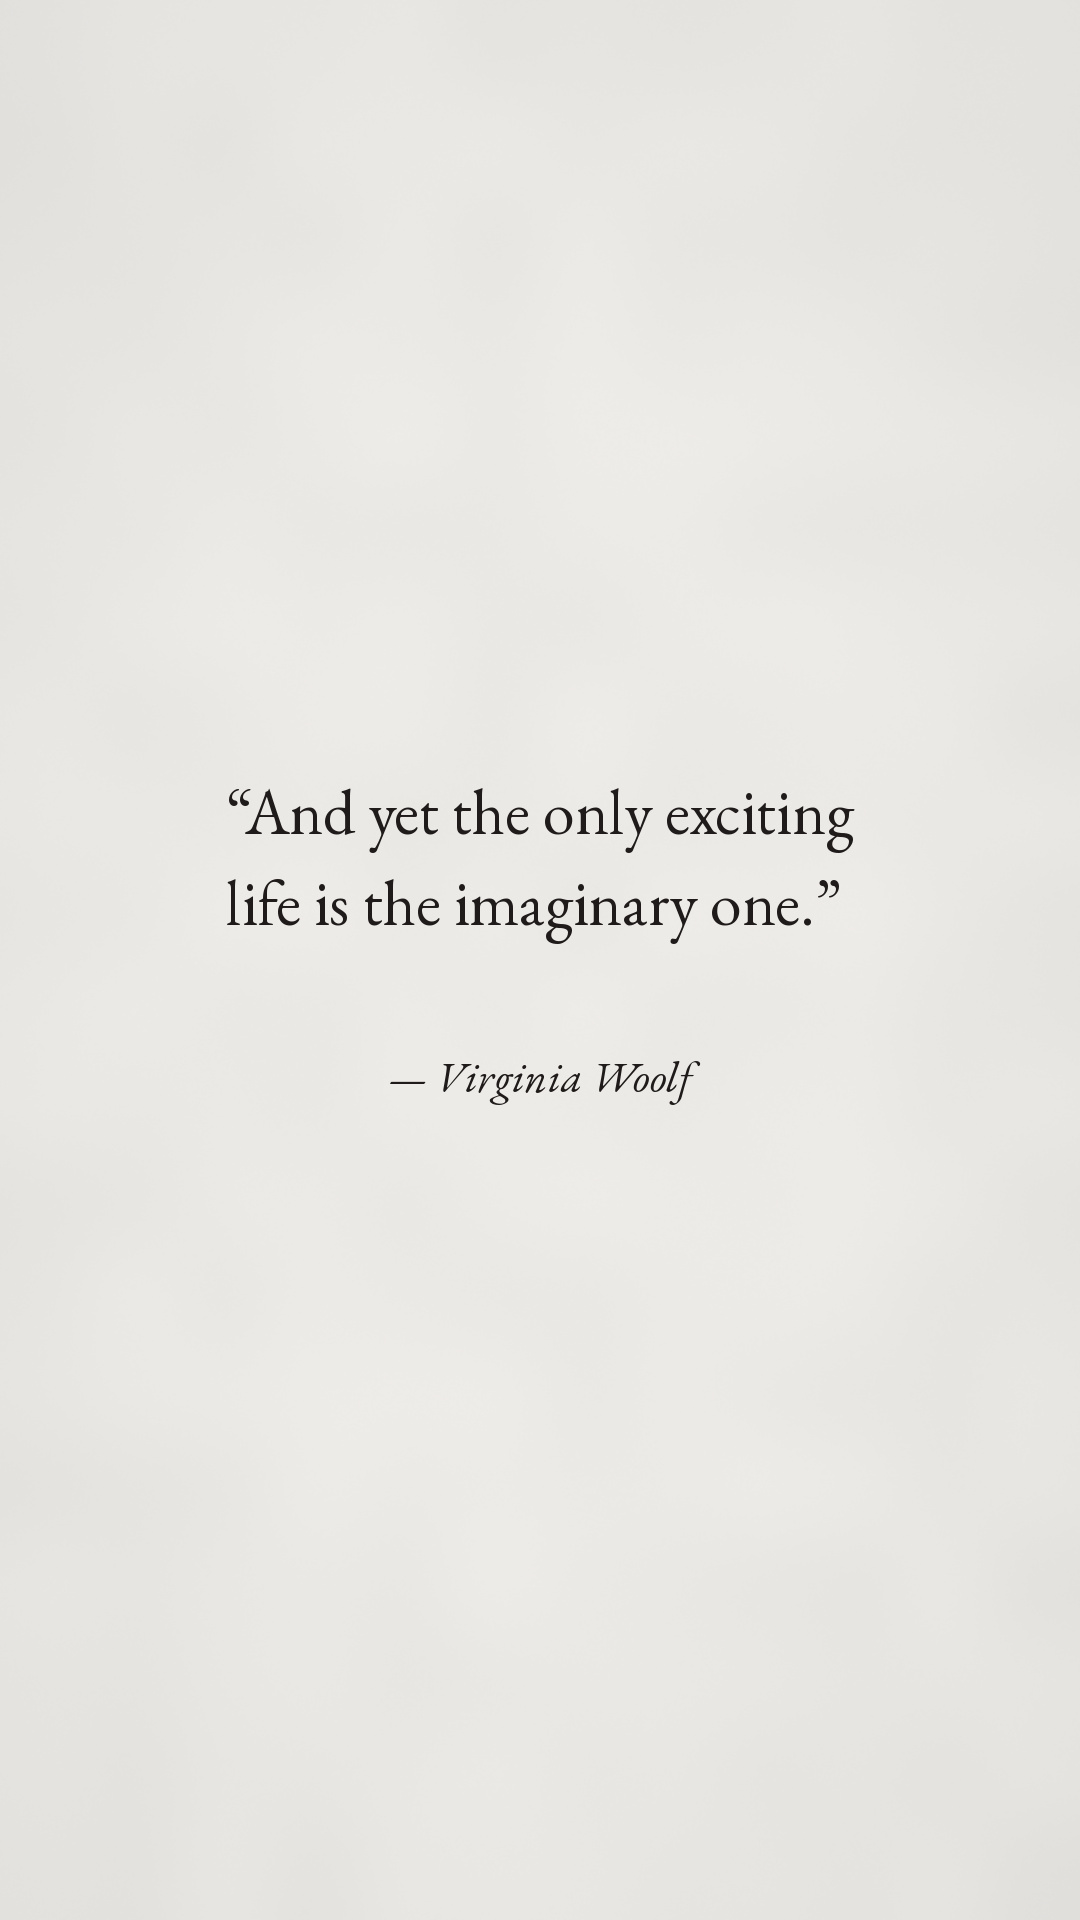 “And yet the only exciting
life is the imaginary one.”
— Virginia Woolf